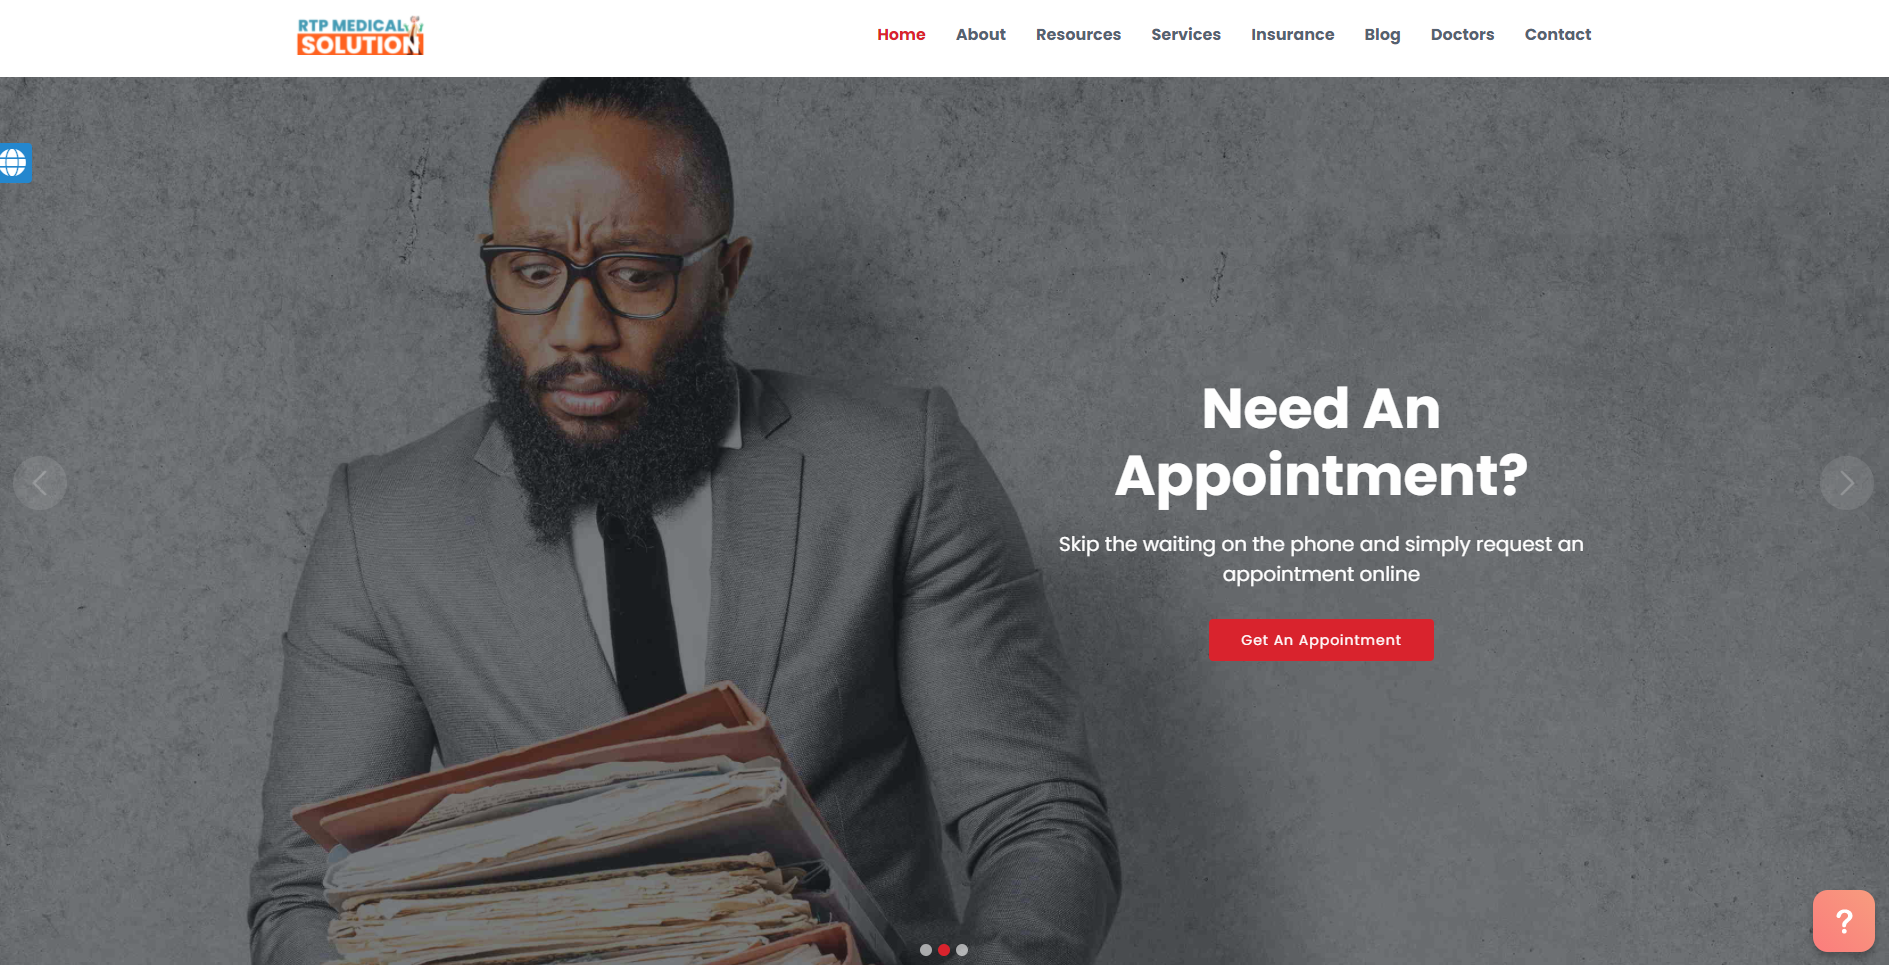 RTP MEDICAL
SOLUTION
Home About Resources Services Insurance Blog Doctors Contact
Need An
Appointment?
Skip the waiting on the phone and simply request an
appointment online
Get An Appointment
?